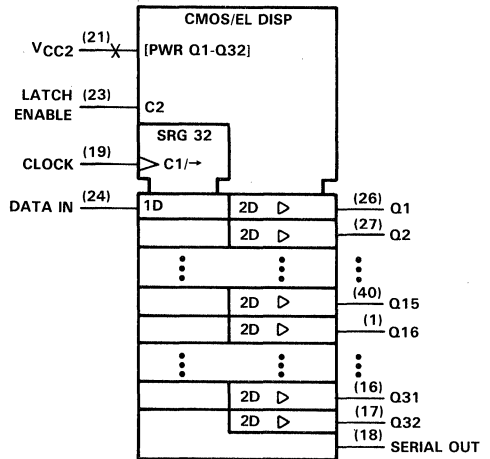 CMOS/EL DISP
VCC2 (21) [PWR Q1-Q32]
LATCH ENABLE (23) C2
SRG 32
CLOCK (19) C1/→
DATA IN (24) 1D 2D ▷ (26) Q1
2D ▷ (27) Q2
2D ▷ (40) Q15
2D ▷ (1) Q16
2D ▷ (16) Q31
2D ▷ (17) Q32
(18) SERIAL OUT